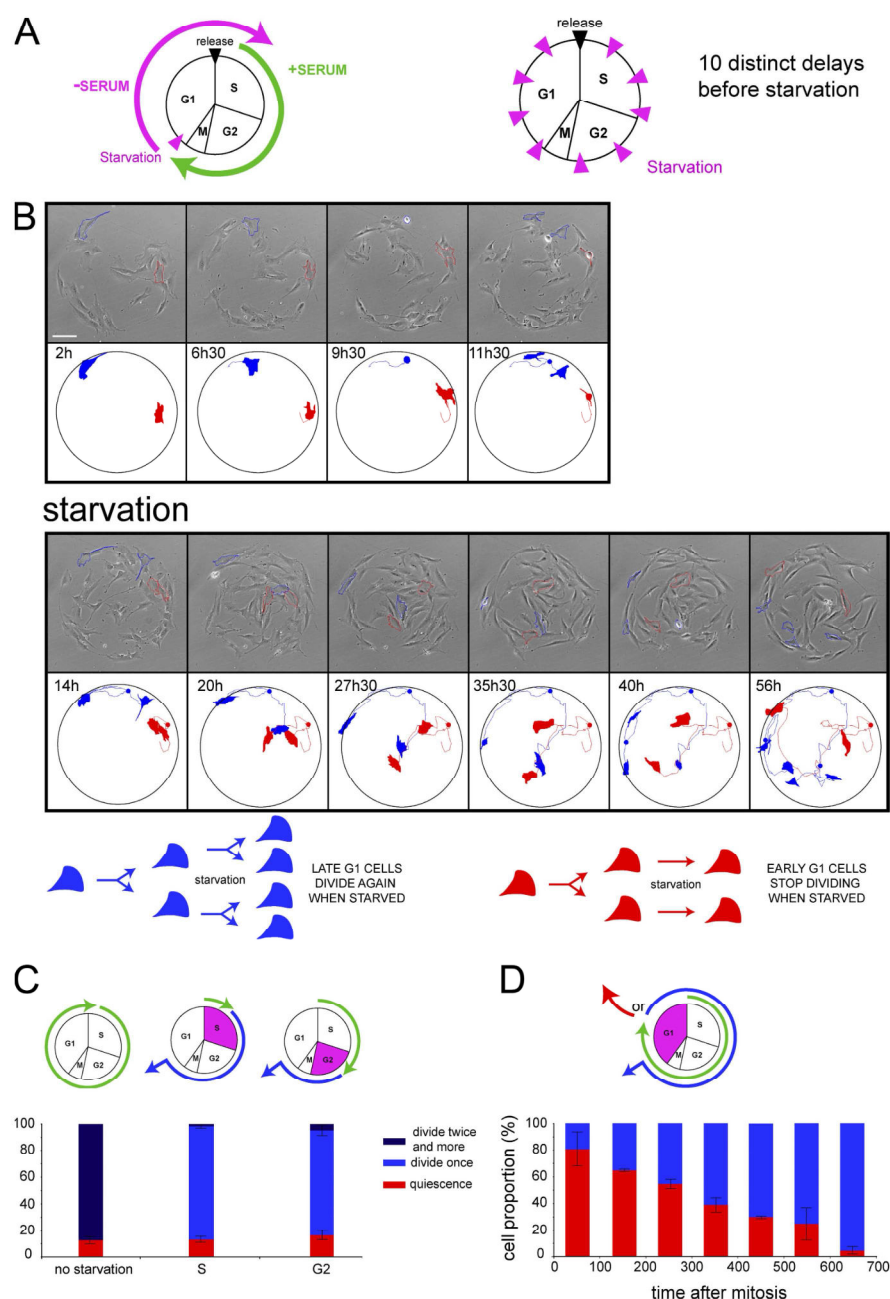 A
release
-SERUM
+SERUM
S
G1
M
G2
Starvation
release
S
G1
M
G2
Starvation
10 distinct delays
before starvation
B
2h
6h30
9h30
11h30
starvation
14h
20h
27h30
35h30
40h
56h
starvation
LATE G1 CELLS
DIVIDE AGAIN
WHEN STARVED
starvation
EARLY G1 CELLS
STOP DIVIDING
WHEN STARVED
C
G1
S
M
G2
G1
S
M
G2
G1
S
M
G2
100
80
60
40
20
0
no starvation
S
G2
divide twice
and more
divide once
quiescence
D
or
G1
S
M
G2
cell proportion (%)
100
80
60
40
20
0
0
100
200
300
400
500
600
700
time after mitosis